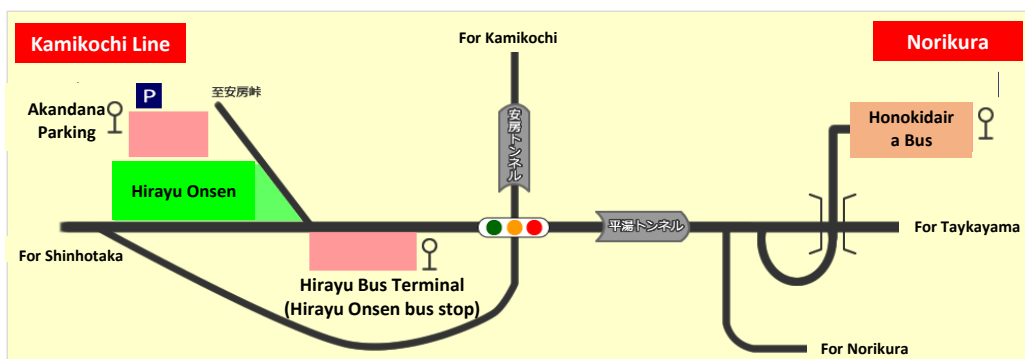 Kamikochi Line
For Kamikochi
Norikura
Akandana
Parking
P
至安房峠
安房トンネル
Honokidair
a Bus
Hirayu Onsen
平湯トンネル
For Taykayama
For Shinhotaka
Hirayu Bus Terminal
(Hirayu Onsen bus stop)
For Norikura